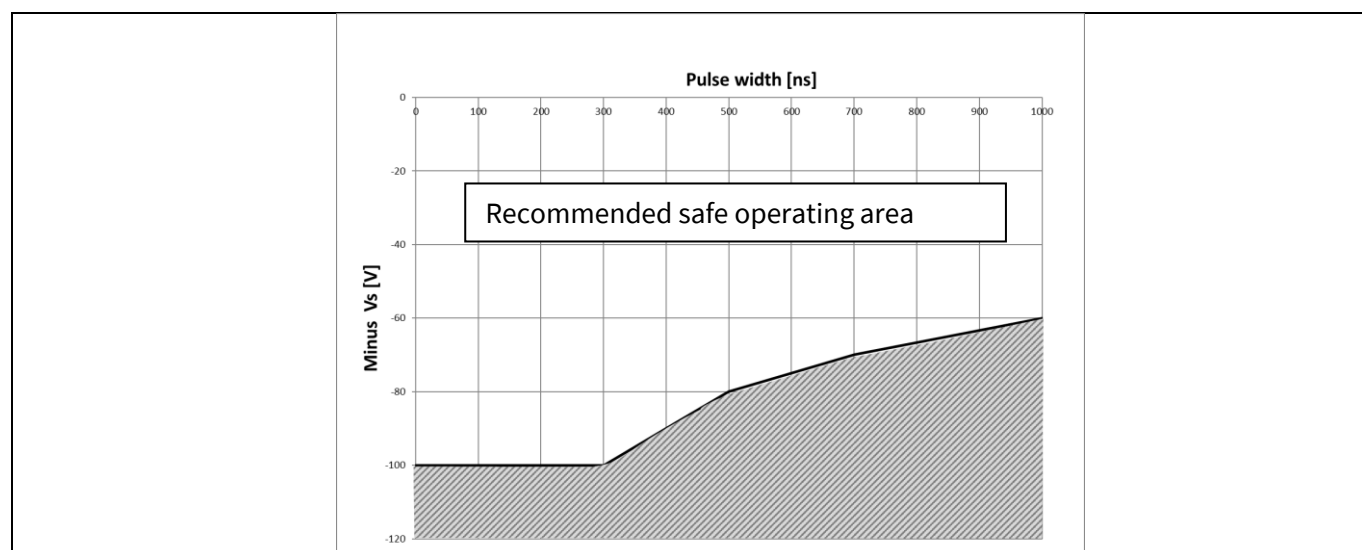 Pulse width [ns]
0
0 100 200 300 400 500 600 700 800 900 1000
-20
Recommended safe operating area
-40
Minus Vs [V]
-60
-80
-100
-120